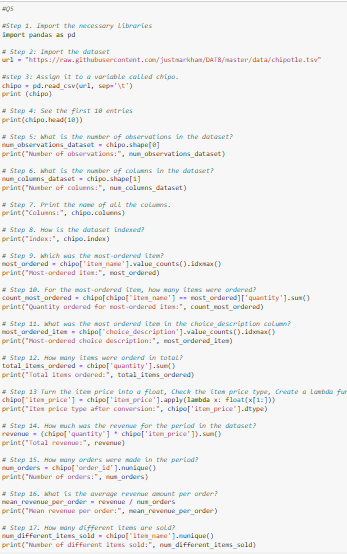 #Q5
#Step 1. Import the necessary Libraries
import pandas as pd
# Step 2: Import the dataset
url = "https://raw.githubusercontent.com/justmarkham/DAT8/master/data/chipotle.tsv"
#step 3: Assign it to a variable called chipo.
chipo = pd.read_csv(url, sep='\t')
print (chipo)
# Step 4: See the first 10 entries
print(chipo.head(10))
# Step 5: What is the number of observations in the dataset?
num_observations_dataset = chipo.shape[0]
print("Number of observations:", num_observations_dataset)
# Step 6. What is the number of columns in the dataset?
num_columns_dataset = chipo.shape[1]
print("Number of columns:", num_columns_dataset)
# Step 7. Print the name of all the columns.
print("Columns:", chipo.columns)
# Step 8. How is the dataset indexed?
print("Index:", chipo.index)
# Step 9. Which was the most-ordered item?
most_ordered = chipo['item_name'].value_counts().idxmax()
print("Most-ordered item:", most_ordered)
# Step 10. For the most-ordered item, how many items were ordered?
count_most_ordered = chipo[chipo['item_name'] == most_ordered]['quantity'].sum()
print("Quantity ordered for most-ordered item:", count_most_ordered)
# Step 11. What was the most ordered item in the choice_description column?
most_ordered_item = chipo['choice_description'].value_counts().idxmax()
print("Most-ordered choice description:", most_ordered_item)
# Step 12. How many items were orderd in total?
total_items_ordered = chipo['quantity'].sum()
print("Total items ordered:", total_items_ordered)
# Step 13 Turn the item price into a float, Check the item price type, Create a lambda fun
chipo['item_price'] = chipo['item_price'].apply(lambda x: float(x[1:]))
print("Item price type after conversion:", chipo['item_price'].dtype)
# Step 14. How much was the revenue for the period in the dataset?
revenue = (chipo['quantity'] * chipo['item_price']).sum()
print("Total revenue:", revenue)
# Step 15. How many orders were made in the period?
num_orders = chipo['order_id'].nunique()
print("Number of orders:", num_orders)
# Step 16. What is the average revenue amount per order?
mean_revenue_per_order = revenue / num_orders
print("Mean revenue per order:", mean_revenue_per_order)
# Step 17. How many different items are sold?
num_different_items_sold = chipo['item_name'].nunique()
print("Number of different items sold:", num_different_items_sold)